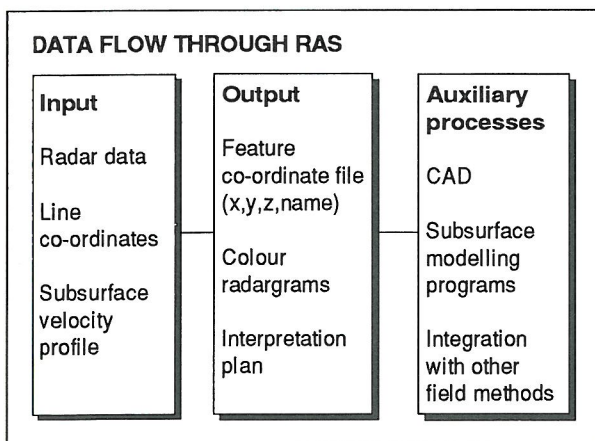 DATA FLOW THROUGH RAS
Input
Radar data
Line
co-ordinates
Subsurface
velocity
profile
Output
Feature
co-ordinate file
(x,y,z,name)
Colour
radargrams
Interpretation
plan
Auxiliary
processes
CAD
Subsurface
modelling
programs
Integration
with other
field methods